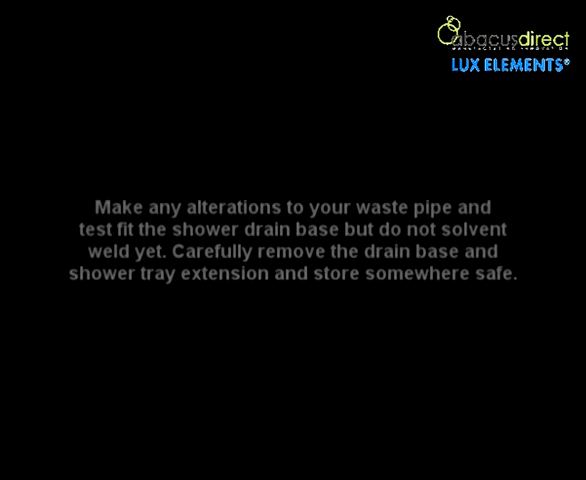 abacusdirect
LUX ELEMENTS®
Make any alterations to your waste pipe and
test fit the shower drain base but do not solvent
weld yet. Carefully remove the drain base and
shower tray extension and store somewhere safe.